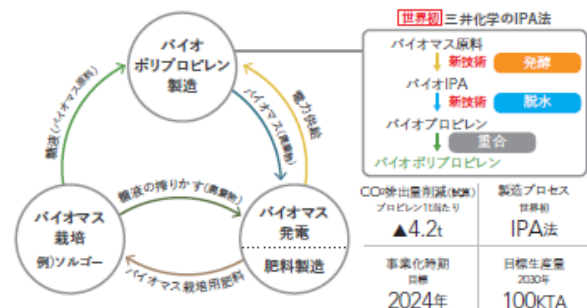 バイオ
ポリプロピレン
製造
糖液(バイオマス原料)
バイオマス(廃棄物)
電力供給
糖液の搾りかす(廃棄物)
バイオマス
栽培
例)ソルゴー
バイオマス
発電
肥料製造
バイオマス栽培用肥料
世界初 三井化学のIPA法
バイオマス原料
新技術 発酵
バイオIPA
新技術 脱水
バイオプロピレン
重合
バイオポリプロピレン
CO2排出量削減(試算)
プロピレン1t当たり
▲4.2t
製造プロセス
世界初
IPA法
事業化時期
目標
2024年
目標生産量
2030年
100KTA